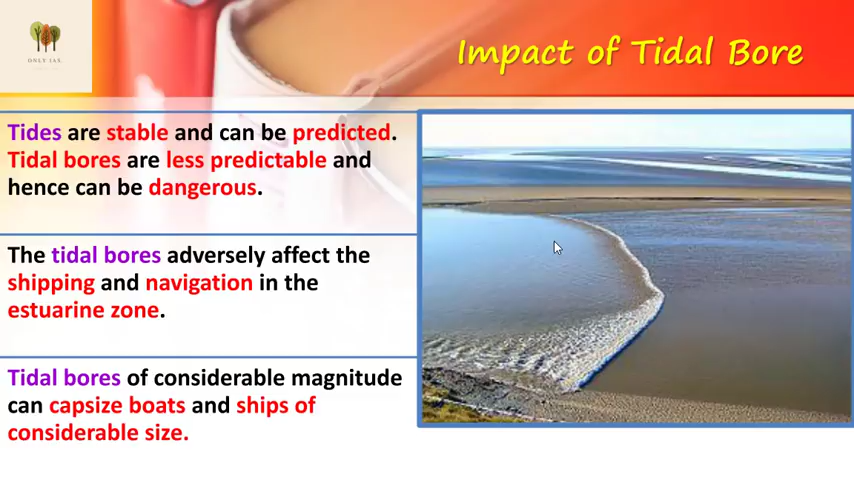 ONLY IAS
Impact of Tidal Bore
Tides are stable and can be predicted.
Tidal bores are less predictable and
hence can be dangerous.
The tidal bores adversely affect the
shipping and navigation in the
estuarine zone.
Tidal bores of considerable magnitude
can capsize boats and ships of
considerable size.